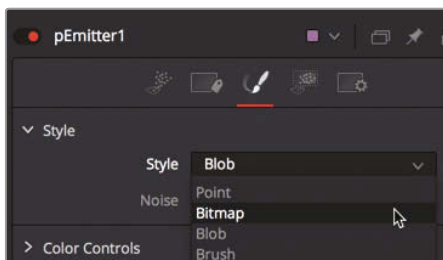 pEmitter1
Style
Style Blob
Noise Point
Bitmap
Blob
Color Controls Brush